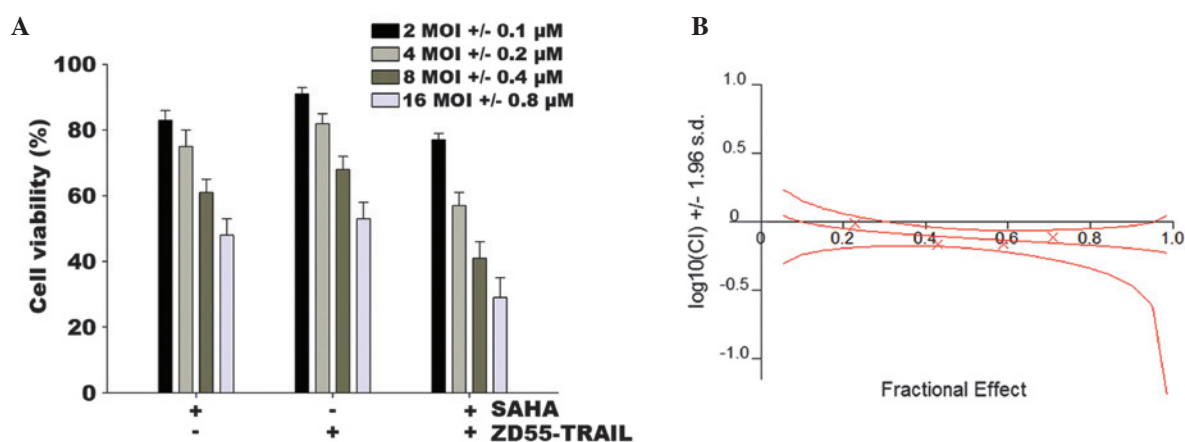 A
2 MOI +/- 0.1 µM
4 MOI +/- 0.2 µM
8 MOI +/- 0.4 µM
16 MOI +/- 0.8 µM
Cell viability (%)
100
80
60
40
20
0
+ - + SAHA
- + + ZD55-TRAIL
B
log10(CI) +/- 1.96 s.d.
1.0
0.5
0
-0.5
-1.0
0 0.2 0.4 0.6 0.8 1.0
Fractional Effect